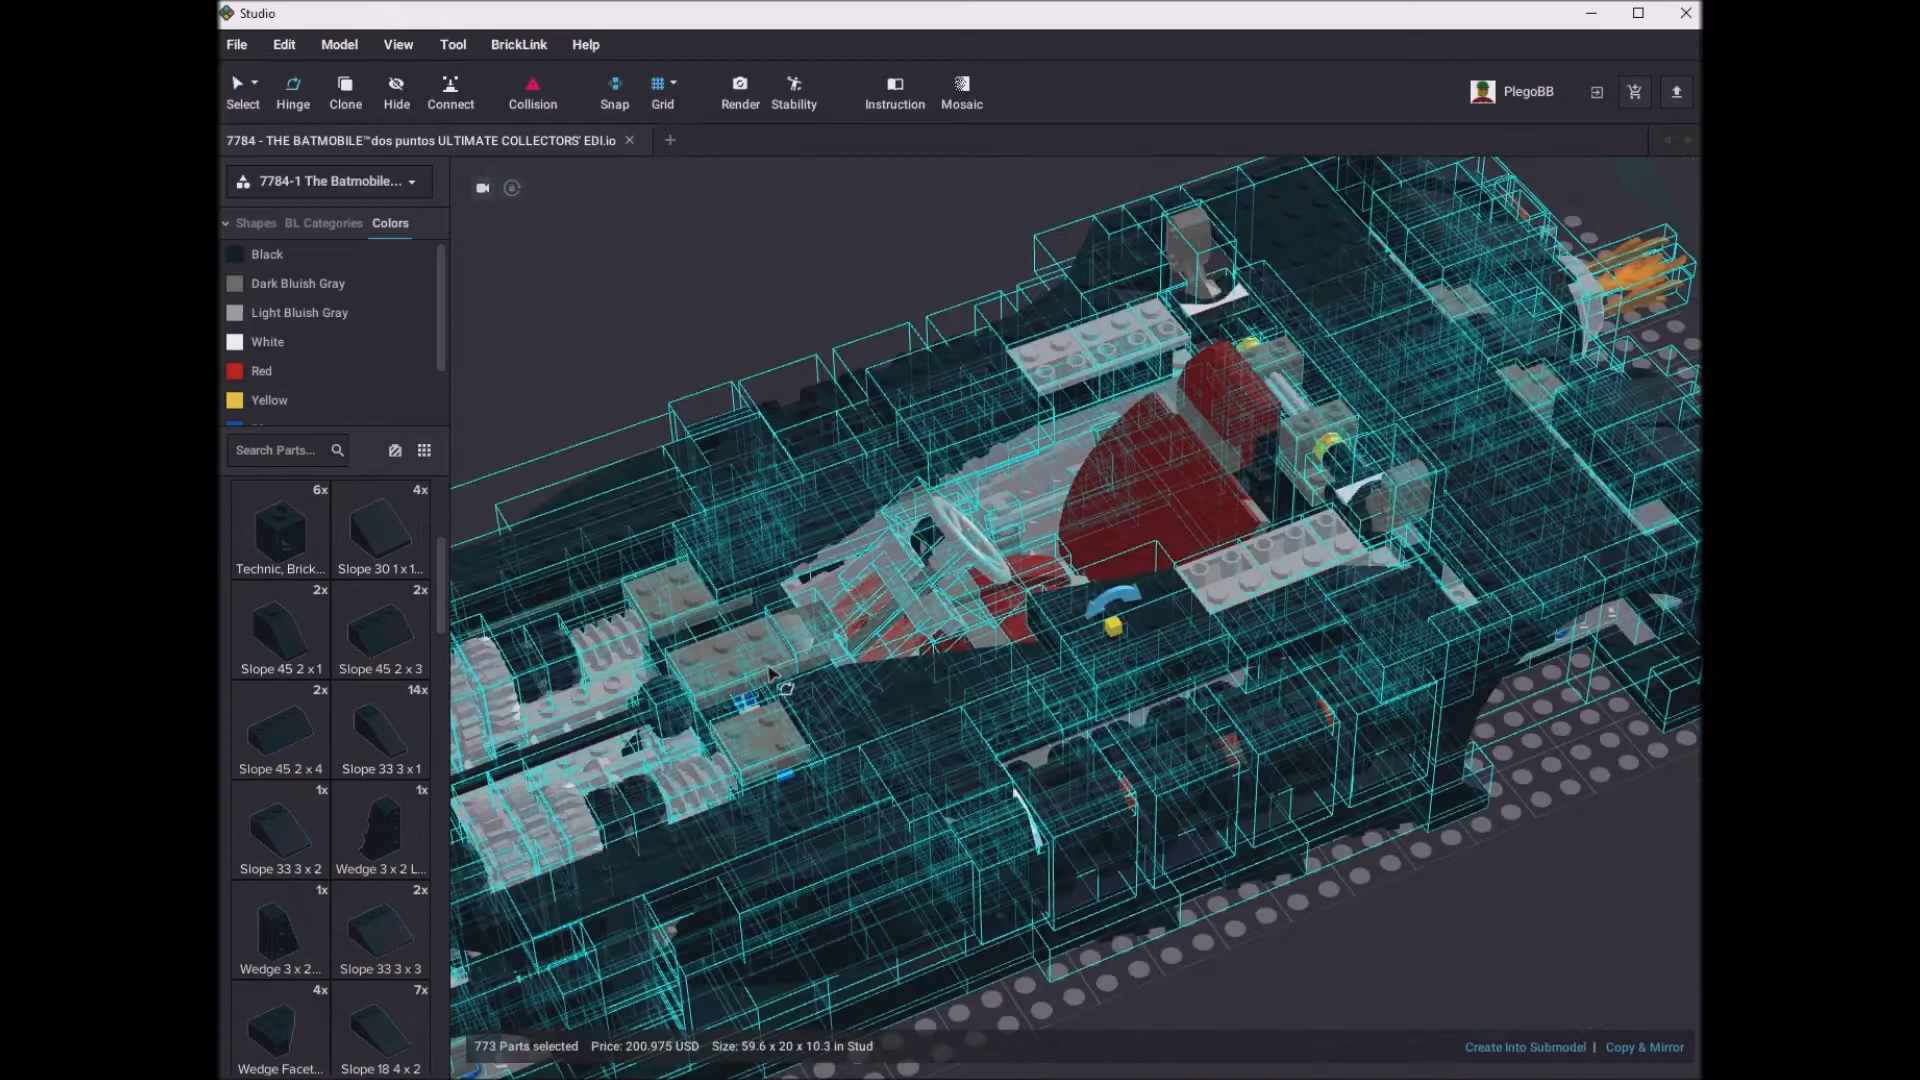 Studio
File Edit Model View Tool BrickLink Help
Select Hinge Clone Hide Connect Collision Snap Grid Render Stability Instruction Mosaic PlegoBB
7784 - THE BATMOBILE™dos puntos ULTIMATE COLLECTORS' EDI.io
7784-1 The Batmobile...
Shapes BL Categories Colors
Black
Dark Bluish Gray
Light Bluish Gray
White
Red
Yellow
Search Parts...
6x 4x
Technic, Brick... Slope 30 1 x 1...
2x 2x
Slope 45 2 x 1 Slope 45 2 x 3
2x 14x
Slope 45 2 x 4 Slope 33 3 x 1
1x 1x
Slope 33 3 x 2 Wedge 3 x 2 L...
1x 2x
Wedge 3 x 2... Slope 33 3 x 3
4x 7x
Wedge Facet... Slope 18 4 x 2
773 Parts selected Price: 200.975 USD Size: 59.6 x 20 x 10.3 in Stud
Create Into Submodel | Copy & Mirror